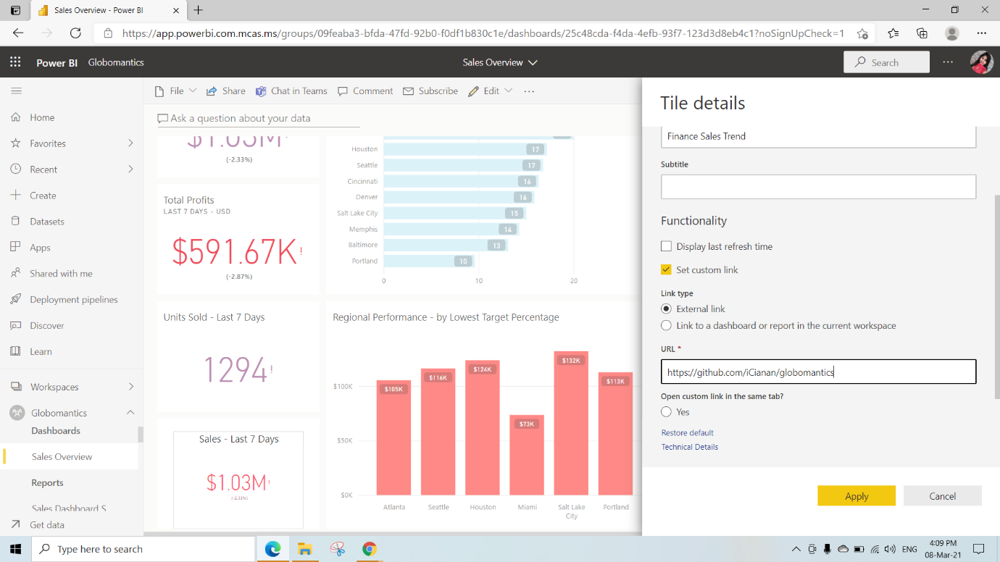 Sales Overview - Power BI
https://app.powerbi.com.mcas.ms/groups/09feaba3-bfda-47fd-92b0-f0df1b830c1e/dashboards/25c48cda-f4da-4efb-93f7-123d3d8eb4c1?noSignUpCheck=1
Power BI Globomantics
Sales Overview
Search
Home
Favorites
Recent
Create
Datasets
Apps
Shared with me
Deployment pipelines
Discover
Learn
Workspaces
Globomantics
Dashboards
Sales Overview
Reports
Sales Dashboard S
Get data
File Share Chat in Teams Comment Subscribe Edit
Ask a question about your data
$1.03M
(-2.33%)
Total Profits
LAST 7 DAYS - USD
$591.67K!
(-2.87%)
Units Sold - Last 7 Days
1294!
Sales - Last 7 Days
$1.03M!
(-2.33%)
Houston 17
Seattle 17
Cincinnati 16
Denver 16
Salt Lake City 15
Memphis 14
Baltimore 13
Portland 10
0 10 20
Regional Performance - by Lowest Target Percentage
$100K
$50K
$0K
$105K $116K $124K $73K $132K $113K
Atlanta Seattle Houston Miami Salt Lake Portland
City
Tile details
Finance Sales Trend
Subtitle
Functionality
Display last refresh time
Set custom link
Link type
External link
Link to a dashboard or report in the current workspace
URL *
https://github.com/iCianan/globomantics
Open custom link in the same tab?
Yes
Restore default
Technical Details
Apply Cancel
Type here to search
ENG
4:09 PM
08-Mar-21